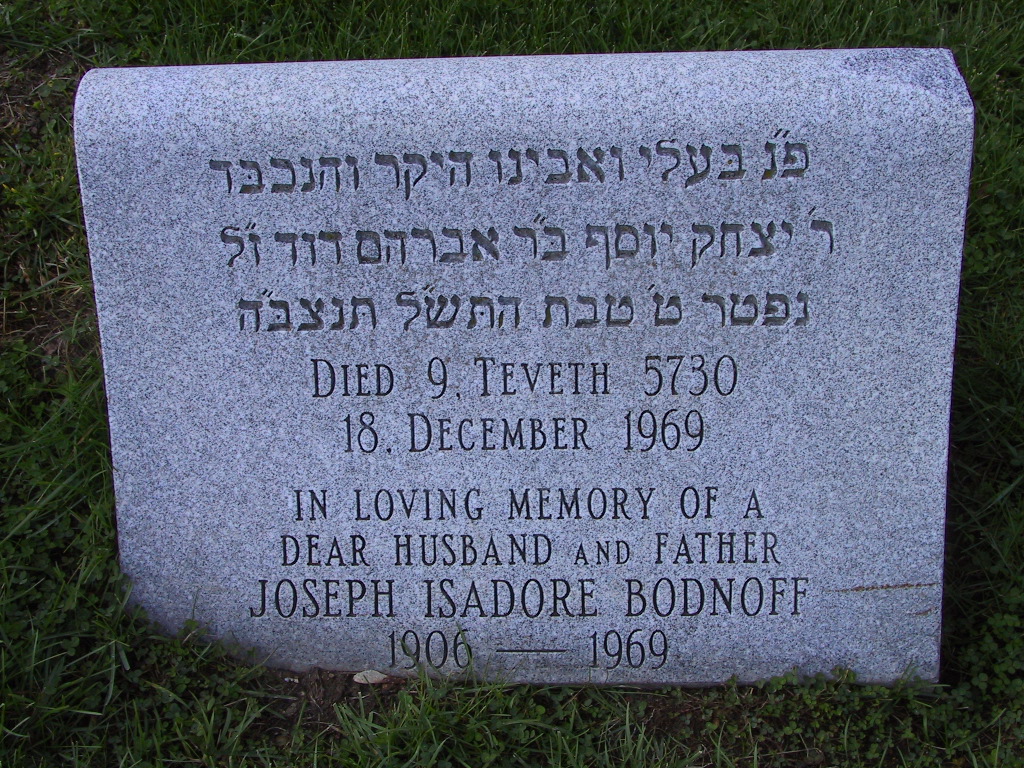 פ״נ בעלי ואבינו היקר והנכבד
ר׳ יצחק יוסף ב״ר אברהם דוד ז״ל
נפטר ט׳ טבת התש״ל תנצב״ה
DIED 9, TEVETH 5730
18, DECEMBER 1969
IN LOVING MEMORY OF A
DEAR HUSBAND AND FATHER
JOSEPH ISADORE BODNOFF
1906 — 1969